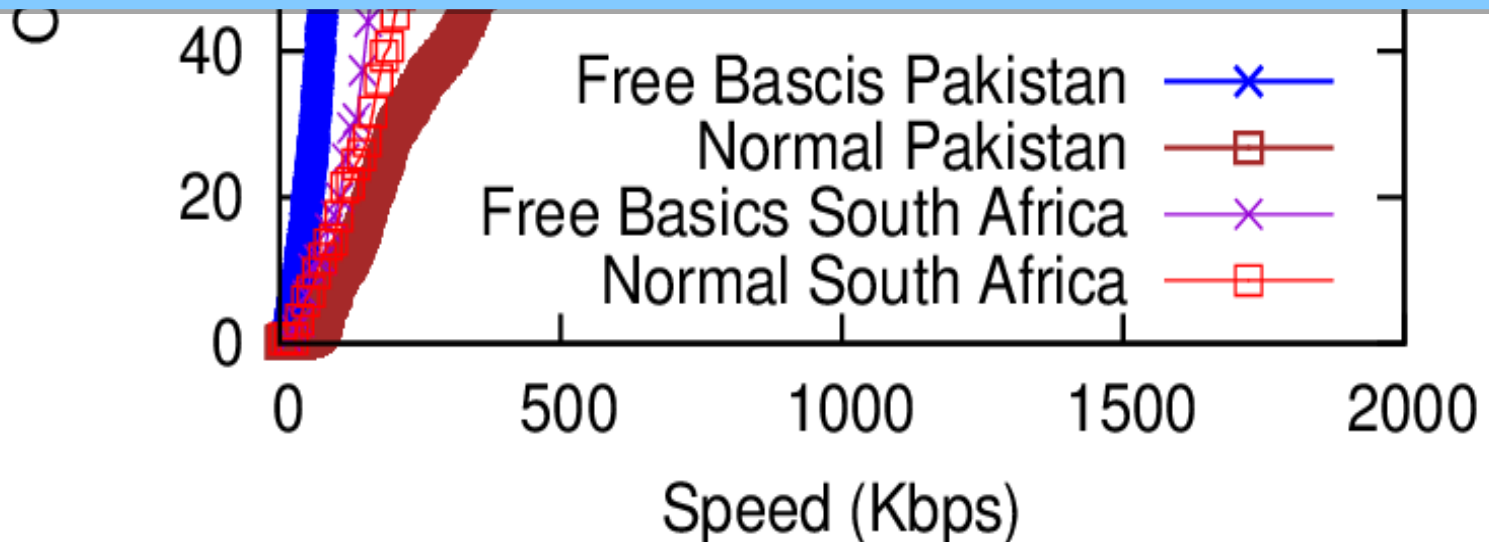 40
Free Bascis Pakistan
Normal Pakistan
20
Free Basics South Africa
Normal South Africa
0
0 500 1000 1500 2000
Speed (Kbps)